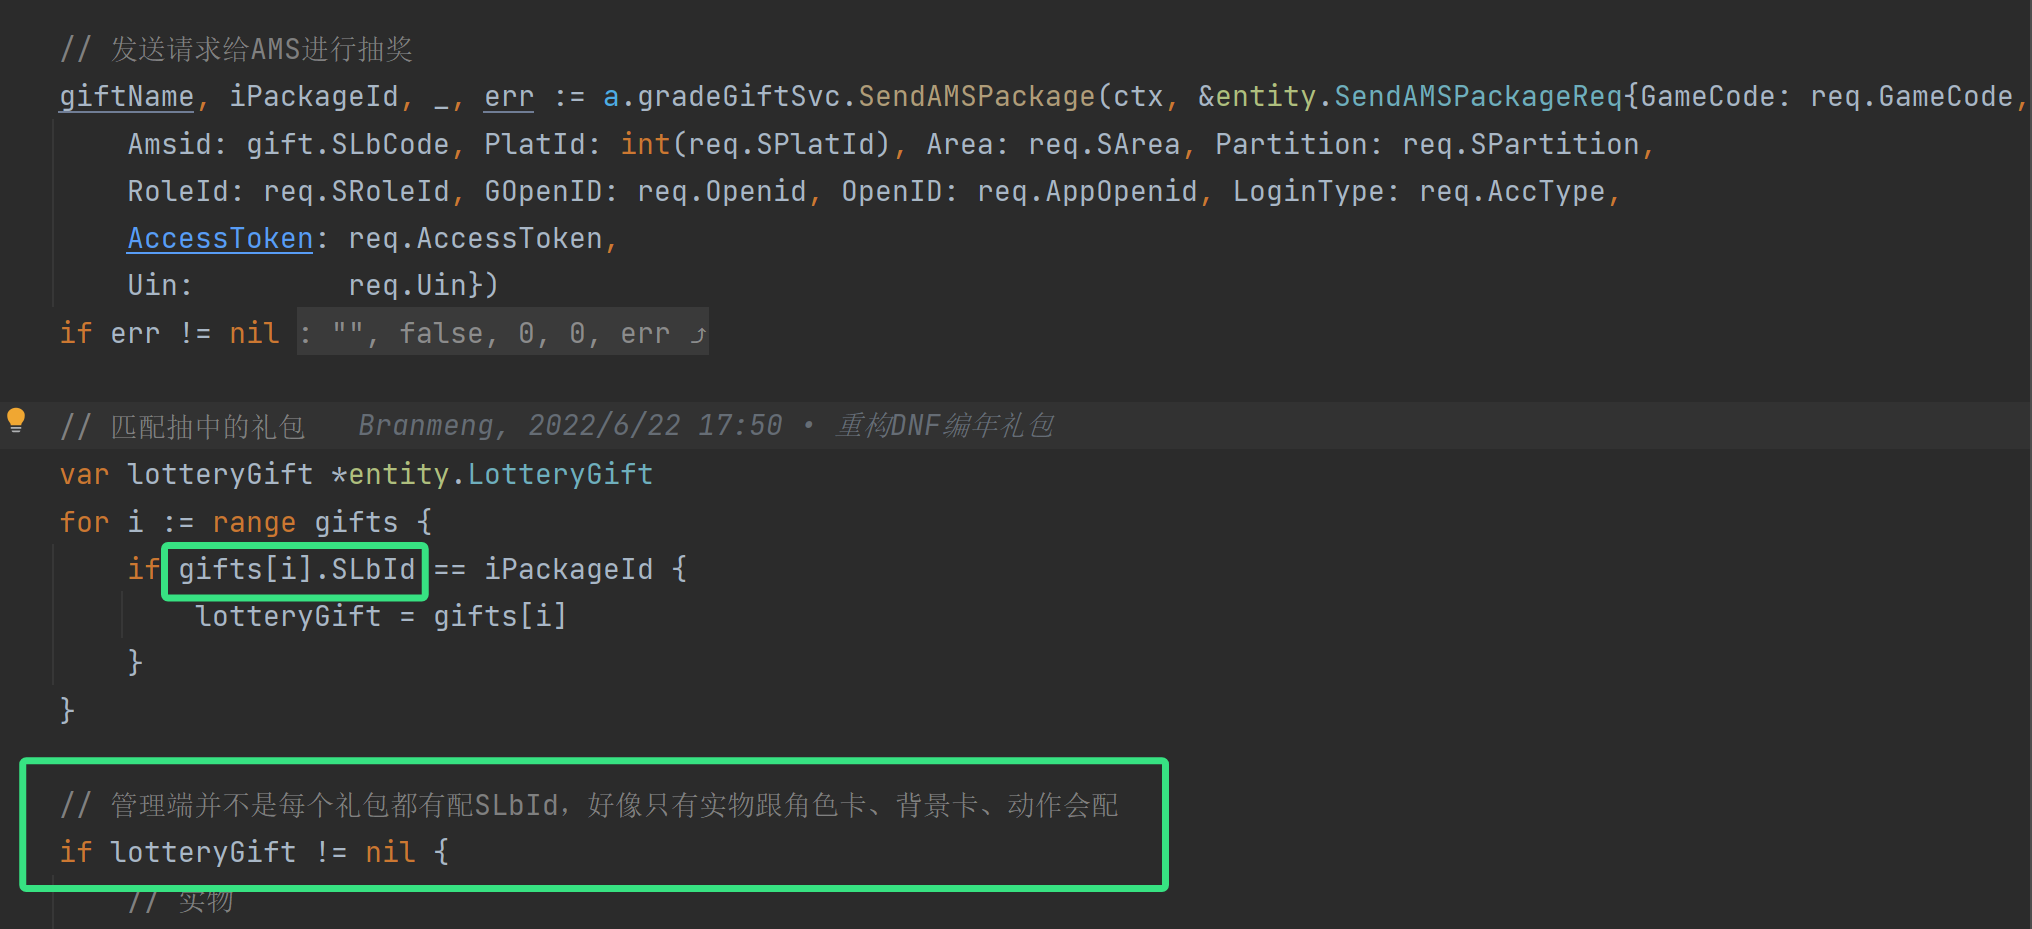 // 发送请求给AMS进行抽奖
giftName, iPackageId, _, err := a.gradeGiftSvc.SendAMSPackage(ctx, &entity.SendAMSPackageReq{GameCode: req.GameCode,
Amsid: gift.SLbCode, PlatId: int(req.SPlatId), Area: req.SArea, Partition: req.SPartition,
RoleId: req.SRoleId, GOpenID: req.Openid, OpenID: req.AppOpenid, LoginType: req.AccType,
AccessToken: req.AccessToken,
Uin: req.Uin})
if err != nil : "", false, 0, 0, err ⤴
// 匹配抽中的礼包 Branmeng, 2022/6/22 17:50 • 重构DNF编年礼包
var lotteryGift *entity.LotteryGift
for i := range gifts {
if gifts[i].SLbId == iPackageId {
lotteryGift = gifts[i]
}
}
// 管理端并不是每个礼包都有配SLbId，好像只有实物跟角色卡、背景卡、动作会配
if lotteryGift != nil {
// 实物